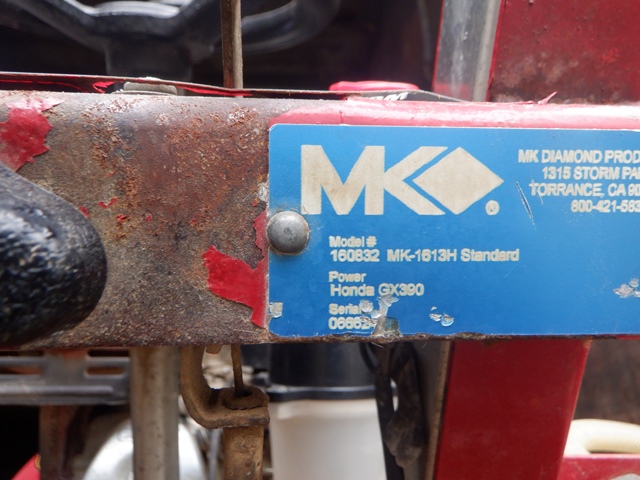 MK
®
MK DIAMOND PROD
1315 STORM PA
TORRANCE, CA 90
800-421-583
Model #
160832 MK-1613H Standard
Power
Honda GX390
Serial